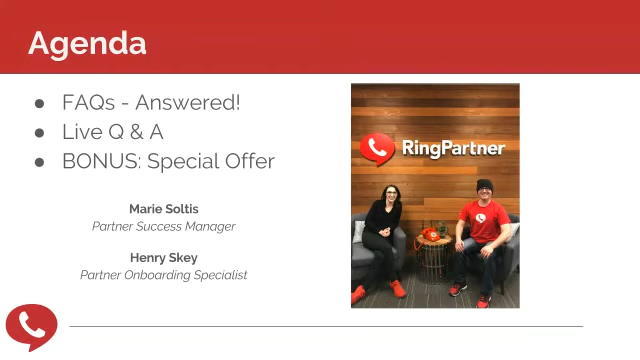 Agenda
● FAQs - Answered!
● Live Q & A
● BONUS: Special Offer
Marie Soltis
Partner Success Manager
Henry Skey
Partner Onboarding Specialist
RingPartner